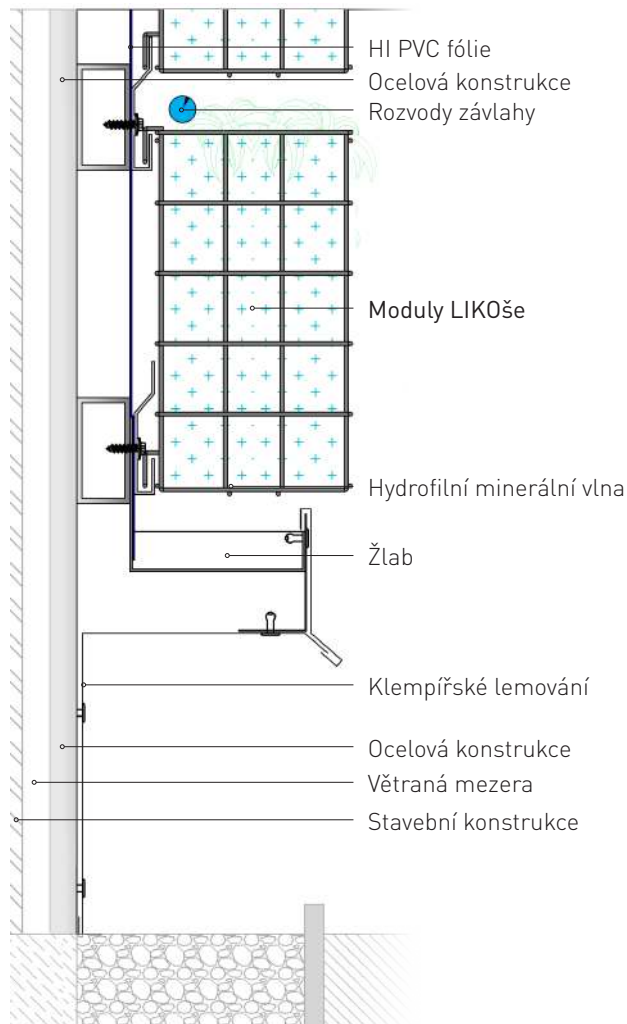 HI PVC fólie
Ocelová konstrukce
Rozvody závlahy
Moduly LIKOše
Hydrofilní minerální vlna
Žlab
Klempířské lemování
Ocelová konstrukce
Větraná mezera
Stavební konstrukce